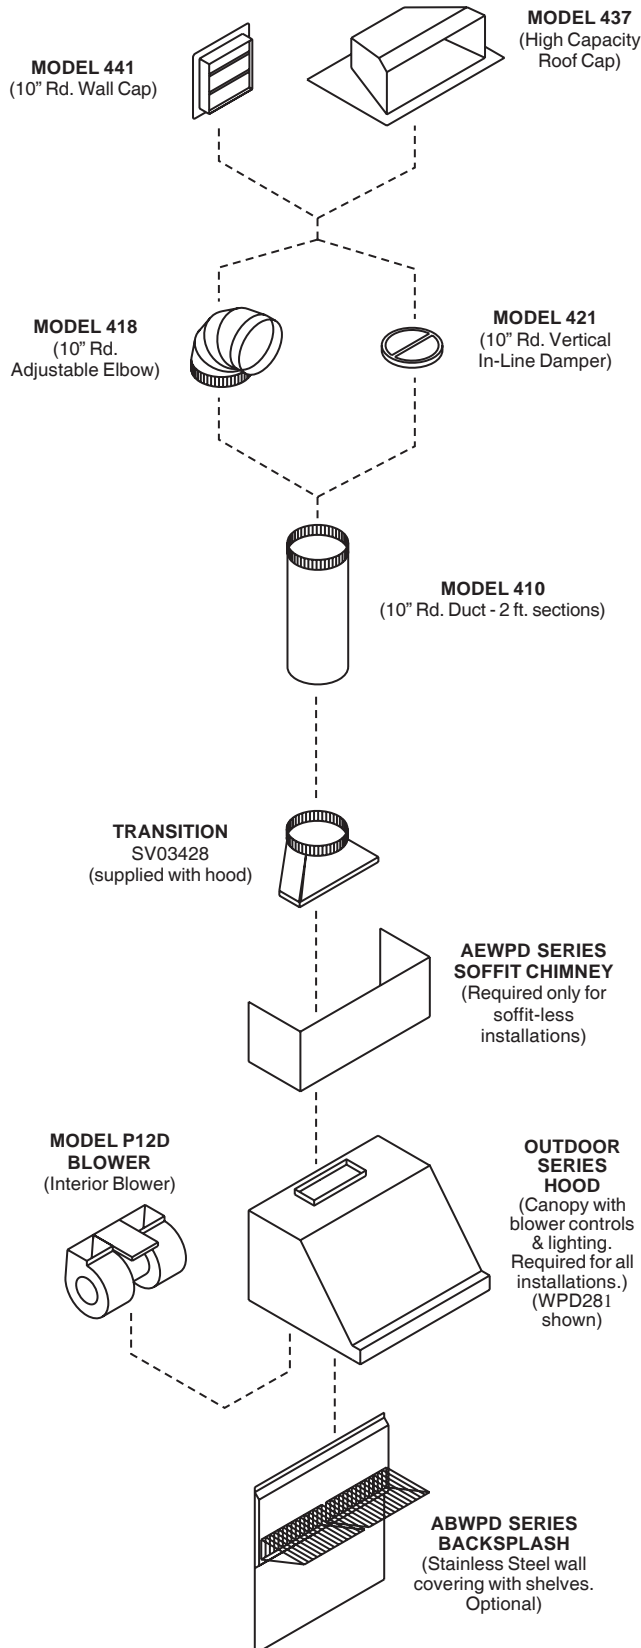 MODEL 437
(High Capacity
Roof Cap)
MODEL 441
(10” Rd. Wall Cap)
MODEL 418
(10” Rd.
Adjustable Elbow)
MODEL 421
(10” Rd. Vertical
In-Line Damper)
MODEL 410
(10” Rd. Duct - 2 ft. sections)
TRANSITION
SV03428
(supplied with hood)
AEWPD SERIES
SOFFIT CHIMNEY
(Required only for
soffit-less
installations)
MODEL P12D
BLOWER
(Interior Blower)
OUTDOOR
SERIES
HOOD
(Canopy with
blower controls
& lighting.
Required for all
installations.)
(WPD281
shown)
ABWPD SERIES
BACKSPLASH
(Stainless Steel wall
covering with shelves.
Optional)